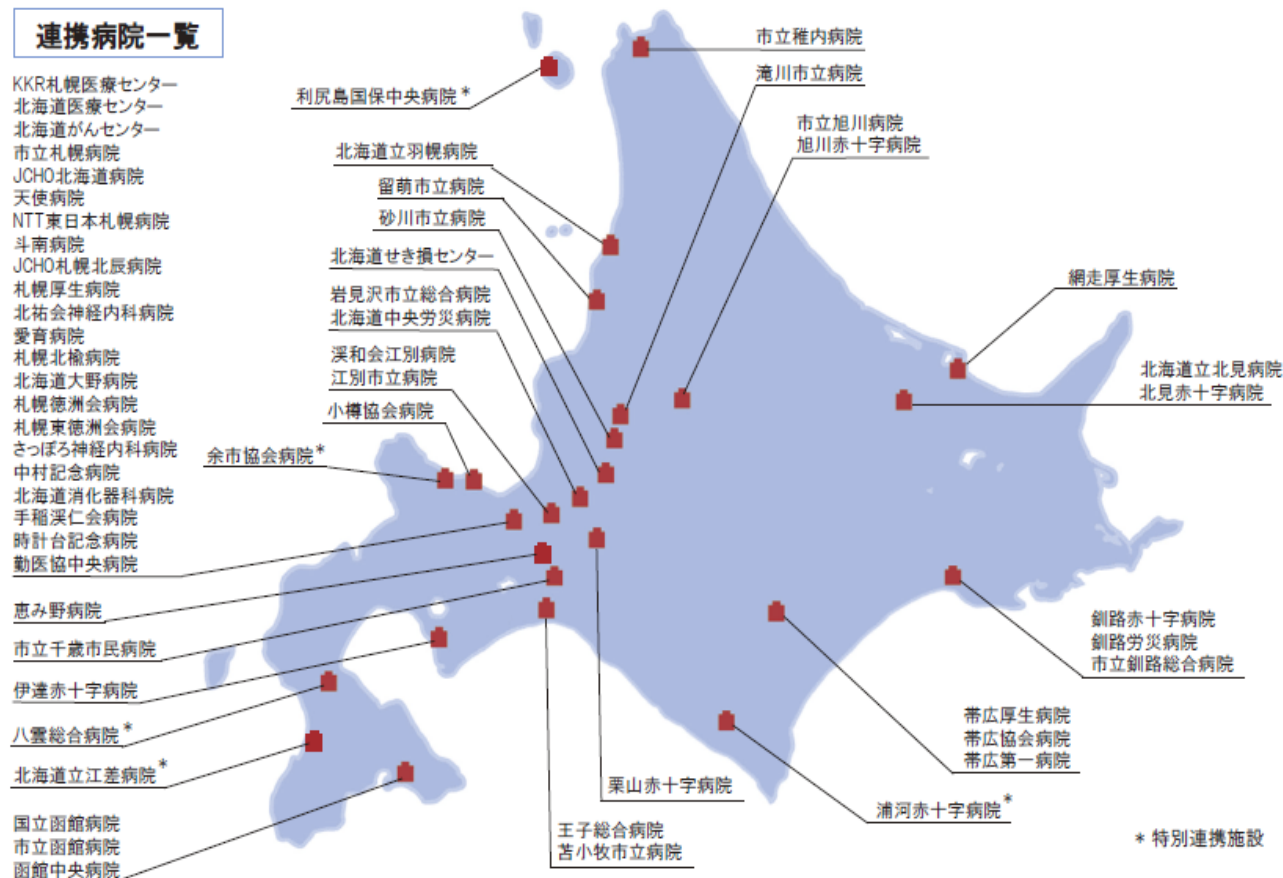 連携病院一覧
KKR札幌医療センター
北海道医療センター
北海道がんセンター
市立札幌病院
JCHO北海道病院
天使病院
NTT東日本札幌病院
斗南病院
JCHO札幌北辰病院
札幌厚生病院
北祐会神経内科病院
愛育病院
札幌北楡病院
北海道大野病院
札幌徳洲会病院
札幌東徳洲会病院
さっぽろ神経内科病院
中村記念病院
北海道消化器科病院
手稲渓仁会病院
時計台記念病院
勤医協中央病院
恵み野病院
市立千歳市民病院
伊達赤十字病院
八雲総合病院*
北海道立江差病院*
国立函館病院
市立函館病院
函館中央病院
利尻島国保中央病院*
北海道立羽幌病院
留萌市立病院
砂川市立病院
北海道せき損センター
岩見沢市立総合病院
北海道中央労災病院
渓和会江別病院
江別市立病院
小樽協会病院
余市協会病院*
市立稚内病院
滝川市立病院
市立旭川病院
旭川赤十字病院
網走厚生病院
北海道立北見病院
北見赤十字病院
釧路赤十字病院
釧路労災病院
市立釧路総合病院
帯広厚生病院
帯広協会病院
帯広第一病院
浦河赤十字病院*
栗山赤十字病院
王子総合病院
苫小牧市立病院
* 特別連携施設